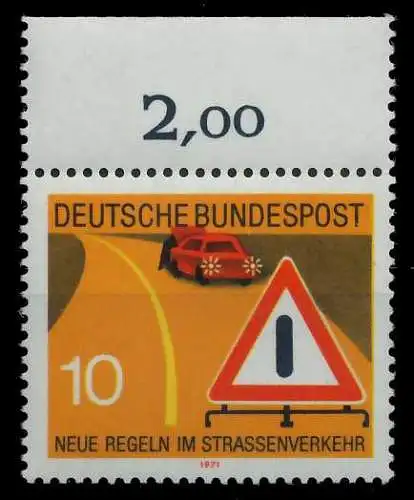 2,00
DEUTSCHE BUNDESPOST
10
NEUE REGELN IM STRASSENVERKEHR
1971